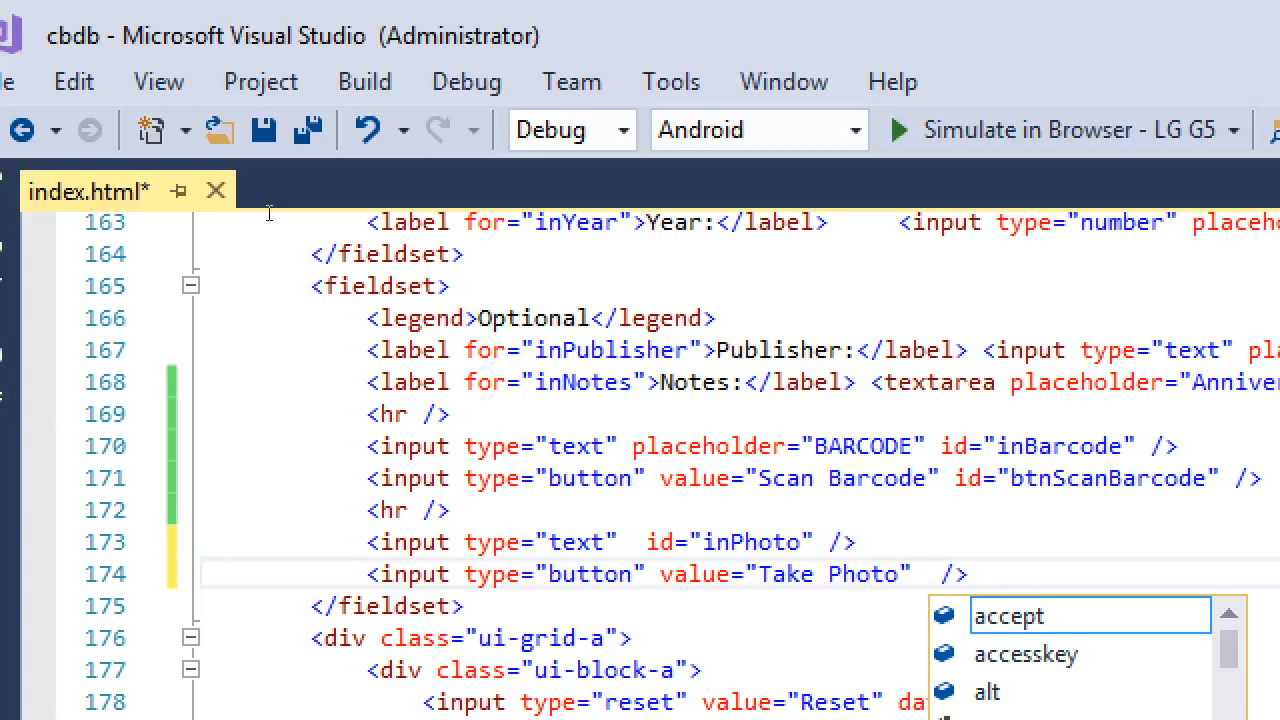 cbdb - Microsoft Visual Studio (Administrator)
Edit View Project Build Debug Team Tools Window Help
Debug Android Simulate in Browser - LG G5
index.html*
163 <label for="inYear">Year:</label> <input type="number"
164 </fieldset>
165 <fieldset>
166 <legend>Optional</legend>
167 <label for="inPublisher">Publisher:</label> <input type="text"
168 <label for="inNotes">Notes:</label> <textarea placeholder="
169 <hr />
170 <input type="text" placeholder="BARCODE" id="inBarcode" />
171 <input type="button" value="Scan Barcode" id="btnScanBarcode" />
172 <hr />
173 <input type="text"  id="inPhoto" />
174 <input type="button" value="Take Photo"  />
175 </fieldset>
176 <div class="ui-grid-a">
177 <div class="ui-block-a">
178 <input type="reset" value="Reset"
accept
accesskey
alt